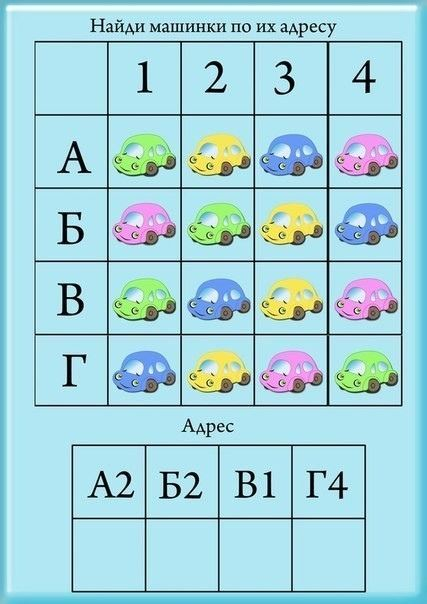 Найди машинки по их адресу
1 2 3 4
А
Б
В
Г
Адрес
А2 Б2 В1 Г4